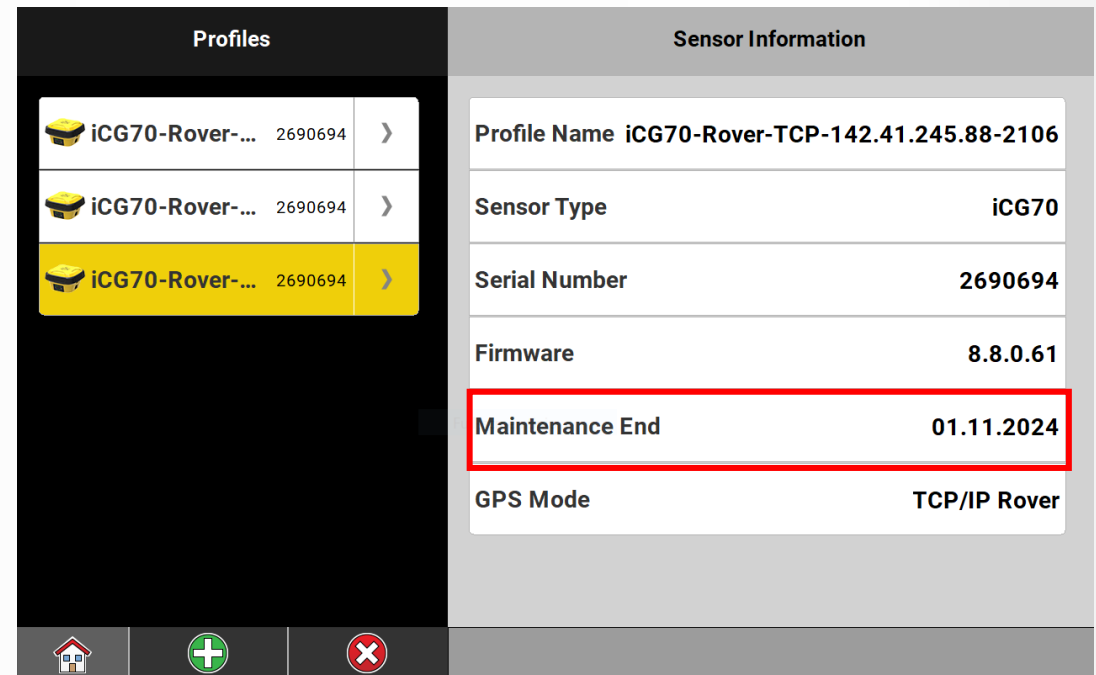 Profiles
iCG70-Rover-... 2690694
iCG70-Rover-... 2690694
iCG70-Rover-... 2690694
Sensor Information
Profile Name iCG70-Rover-TCP-142.41.245.88-2106
Sensor Type iCG70
Serial Number 2690694
Firmware 8.8.0.61
Maintenance End 01.11.2024
GPS Mode TCP/IP Rover